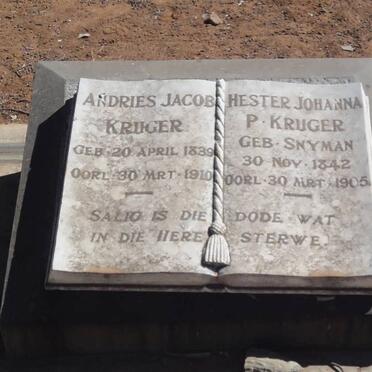 ANDRIES JACOB
KRUGER
GEB. 20 APRIL 1839
OORL. 30 MRT. 1910
HESTER JOHANNA
P. KRUGER
GEB. SNYMAN
30 NOV. 1842
OORL. 30 MRT. 1905
SALIG IS DIE DODE WAT
IN DIE HERE STERWE.